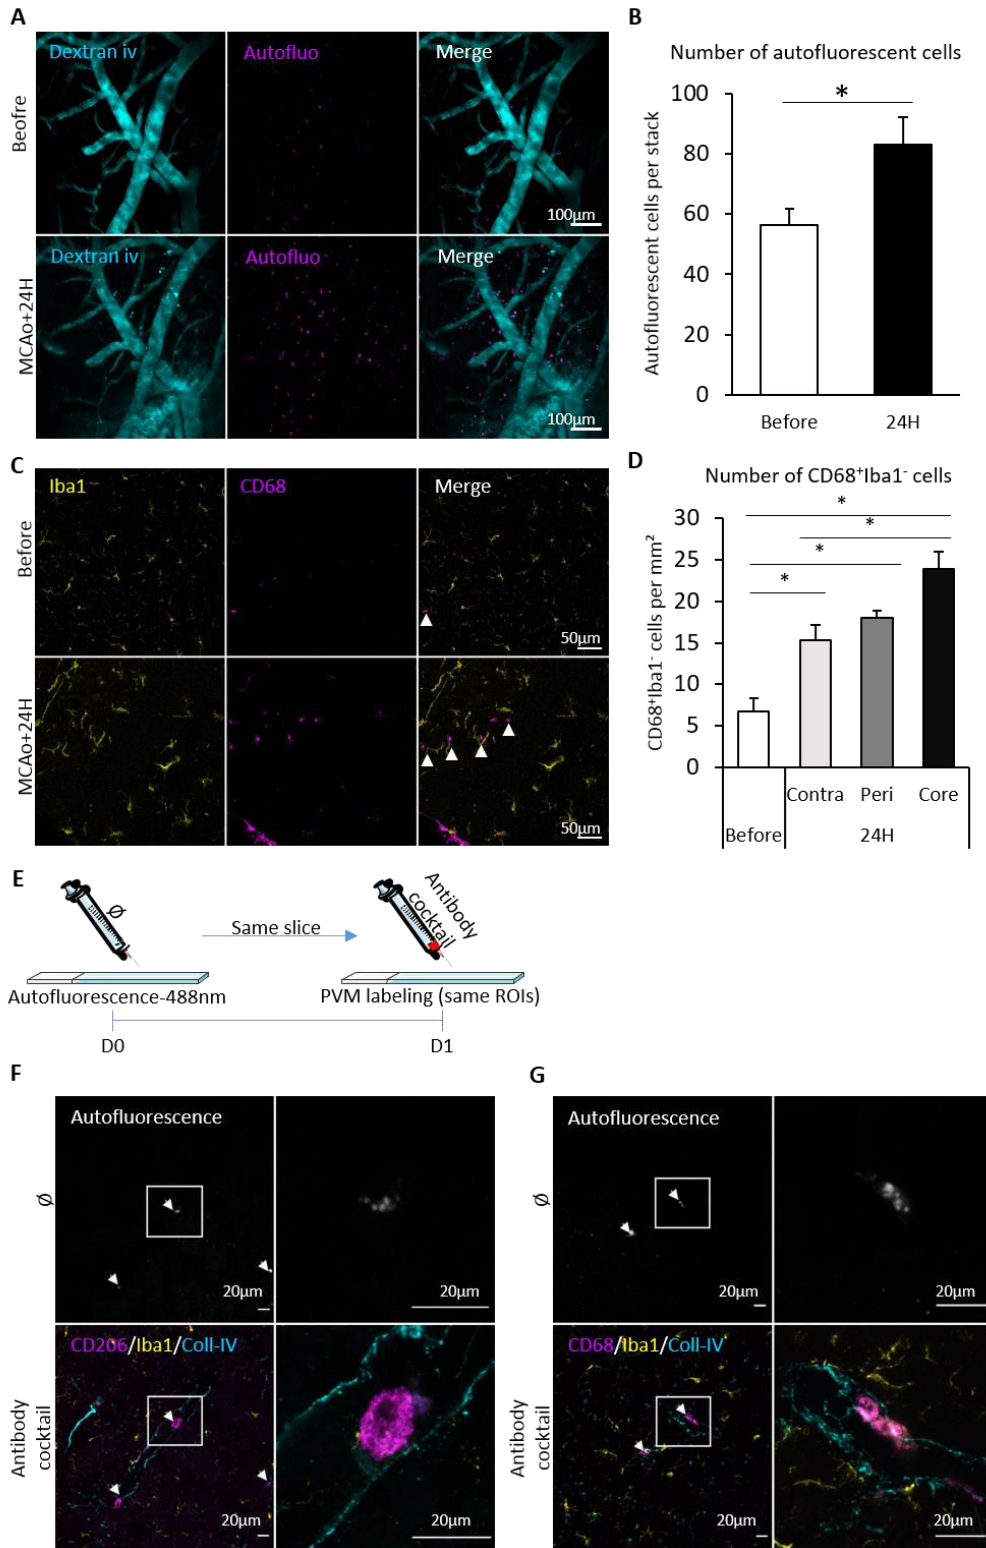 A
Dextran iv
Autofluo
Merge
Beofre
100µm
100µm
Dextran iv
Autofluo
Merge
MCAo+24H
100µm
100µm
B
Number of autofluorescent cells
*
Autofluorescent cells per stack
100
80
60
40
20
0
Before
24H
C
Iba1
CD68
Merge
Before
50µm
MCAo+24H
50µm
D
Number of CD68⁺Iba1⁻ cells
*
*
*
*
CD68⁺Iba1⁻ cells per mm²
30
25
20
15
10
5
0
Contra
Peri
Core
Before
24H
E
Ø
Same slice
Antibody
cocktail
Autofluorescence-488nm
PVM labeling (same ROIs)
D0
D1
F
Autofluorescence
Ø
20µm
20µm
CD206/Iba1/Coll-IV
Antibody
cocktail
20µm
20µm
G
Autofluorescence
Ø
20µm
20µm
CD68/Iba1/Coll-IV
Antibody
cocktail
20µm
20µm